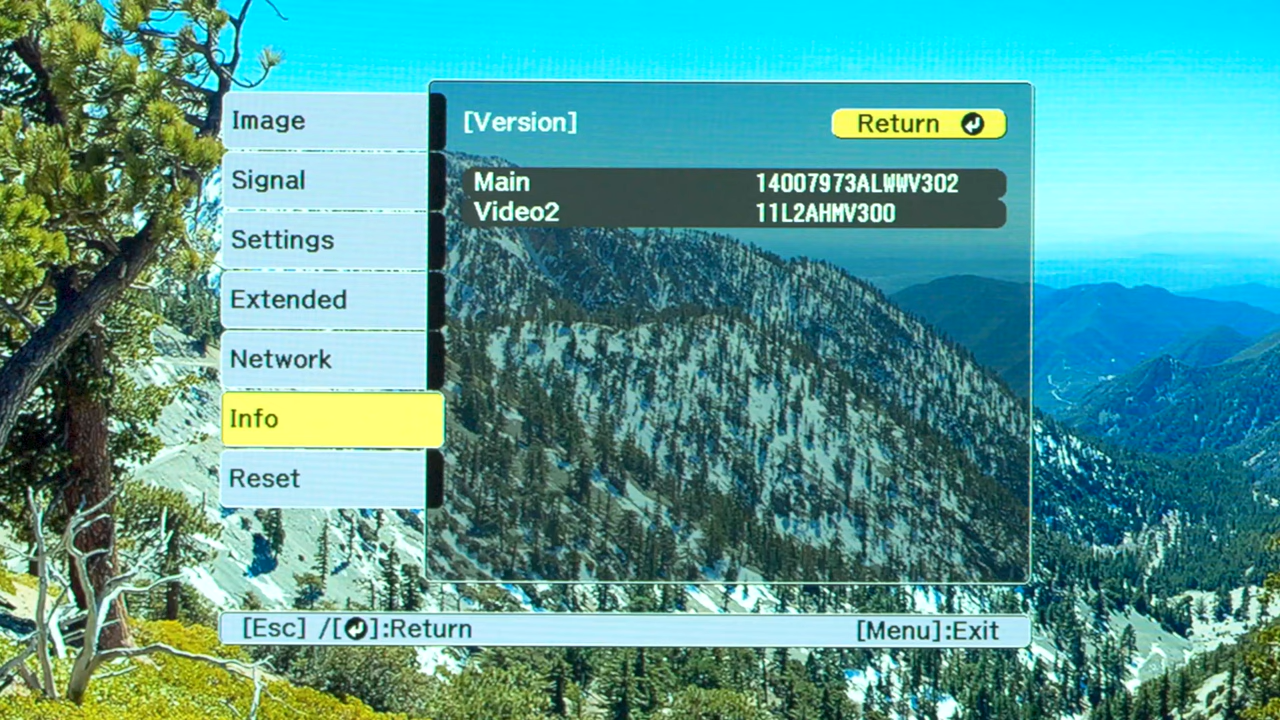 Image
Signal
Settings
Extended
Network
Info
Reset
[Version]
Return
Main 14007973ALWWV302
Video2 11L2AHMV300
[Esc] /[]:Return
[Menu]:Exit